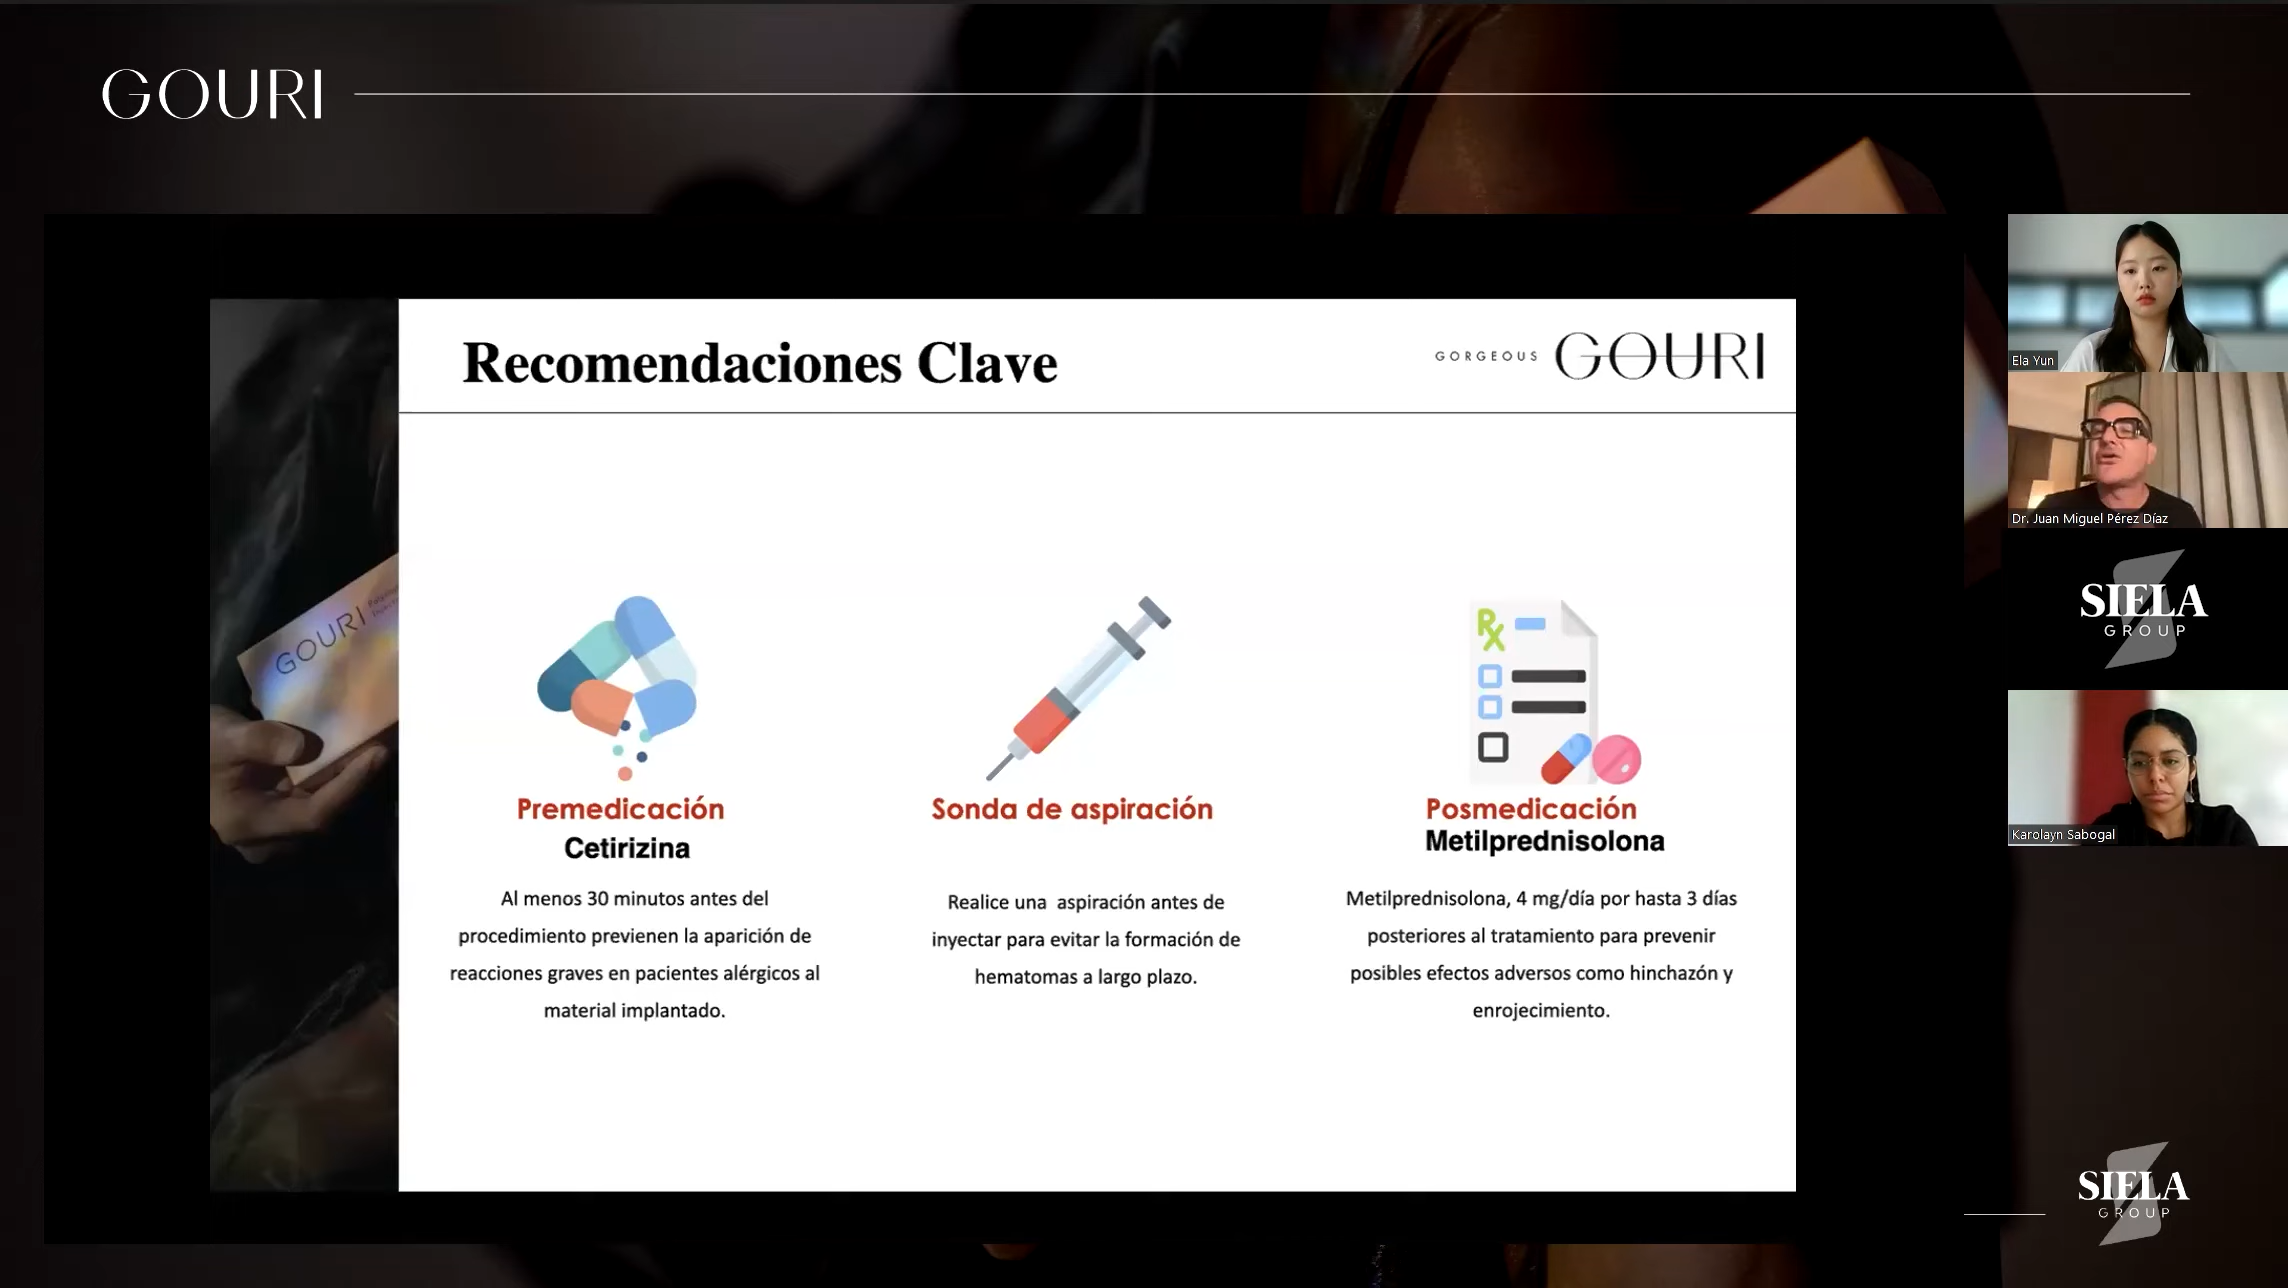 GOURI
Recomendaciones Clave
GORGEOUS GOURI
GOURI
Rx
Premedicación
Cetirizina
Al menos 30 minutos antes del
procedimiento previenen la aparición de
reacciones graves en pacientes alérgicos al
material implantado.
Sonda de aspiración
Realice una  aspiración antes de
inyectar para evitar la formación de
hematomas a largo plazo.
Posmedicación
Metilprednisolona
Metilprednisolona, 4 mg/día por hasta 3 días
posteriores al tratamiento para prevenir
posibles efectos adversos como hinchazón y
enrojecimiento.
Ela Yun
Dr. Juan Miguel Pérez Díaz
SIELA
GROUP
Karolayn Sabogal
SIELA
GROUP